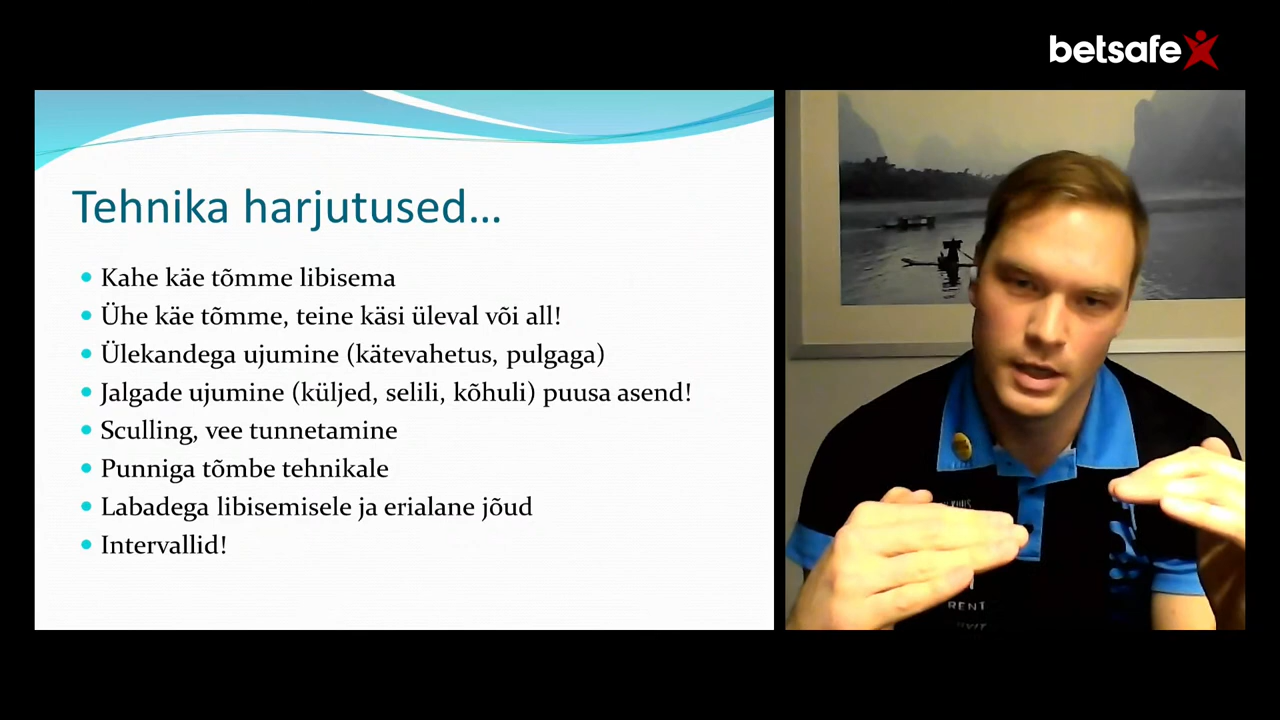 betsafe
Tehnika harjutused...
Kahe käe tõmme libisema
Ühe käe tõmme, teine käsi üleval või all!
Ülekandega ujumine (kätevahetus, pulgaga)
Jalgade ujumine (küljed, selili, kõhuli) puusa asend!
Sculling, vee tunnetamine
Punniga tõmbe tehnikale
Labadega libisemisele ja erialane jõud
Intervallid!
RENT